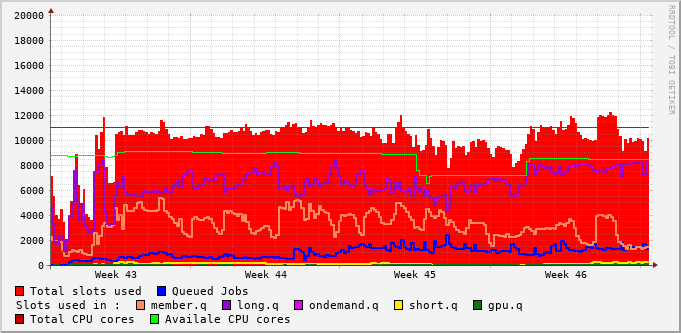 20000
18000
16000
14000
12000
10000
8000
6000
4000
2000
0
Week 43 Week 44 Week 45 Week 46
Total slots used Queued Jobs
Slots used in : member.q long.q ondemand.q short.q gpu.q
Total CPU cores Availale CPU cores
RRDTOOL / TOBI OETIKER